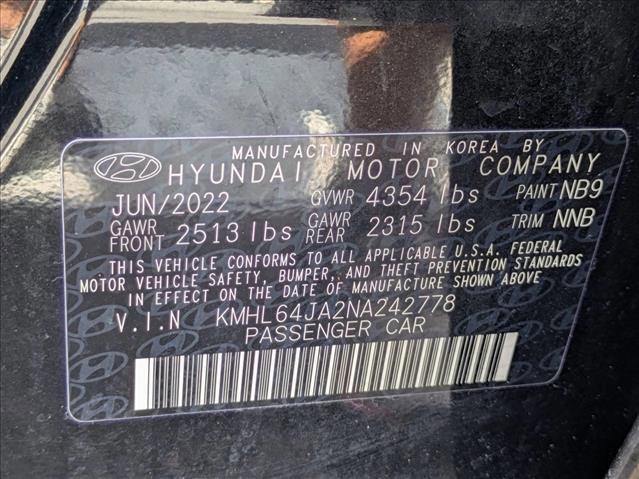 MANUFACTURED IN KOREA BY
HYUNDAI MOTOR COMPANY
JUN/2022 GVWR 4354 lbs PAINT NB9
GAWR FRONT 2513 lbs GAWR REAR 2315 lbs TRIM NNB
THIS VEHICLE CONFORMS TO ALL APPLICABLE U.S.A. FEDERAL
MOTOR VEHICLE SAFETY, BUMPER, AND THEFT PREVENTION STANDARDS
IN EFFECT ON THE DATE OF MANUFACTURE SHOWN ABOVE
V.I.N KMHL64JA2NA242778
PASSENGER CAR